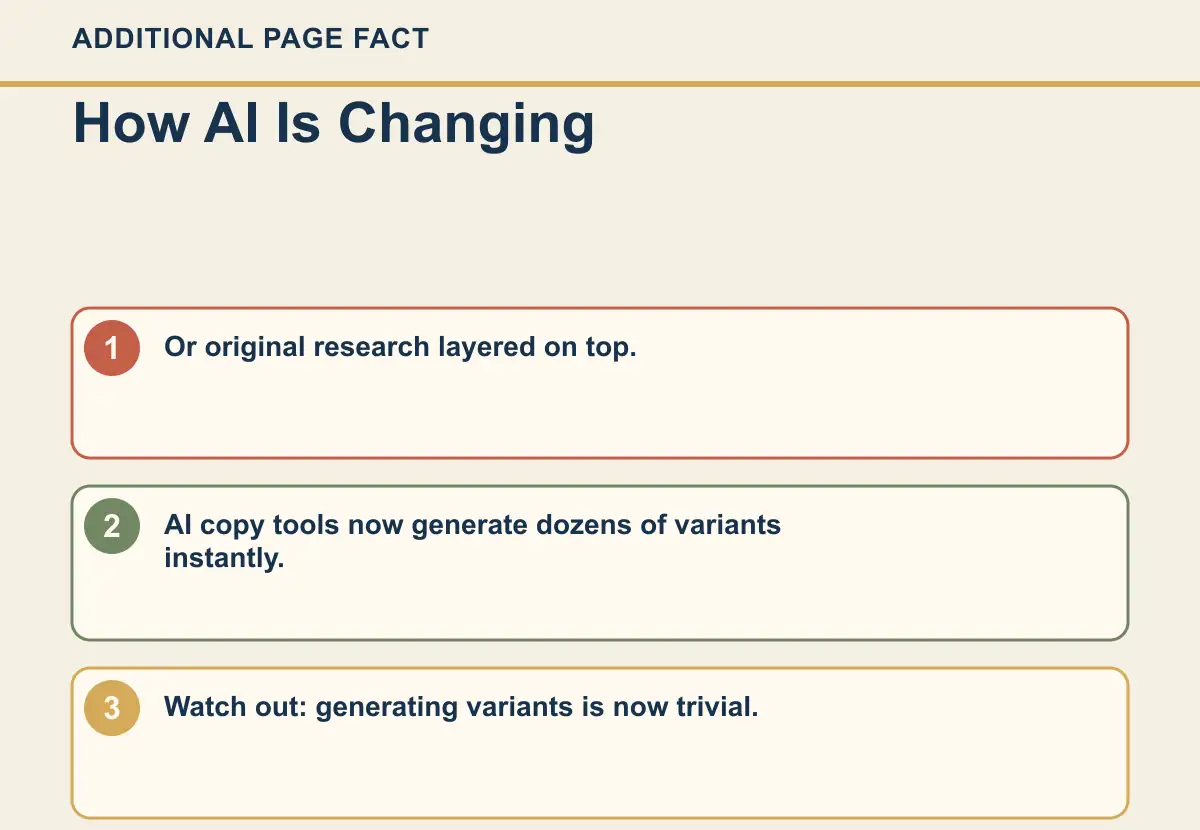 ADDITIONAL PAGE FACT
How AI Is Changing
1
Or original research layered on top.
2
AI copy tools now generate dozens of variants
instantly.
3
Watch out: generating variants is now trivial.